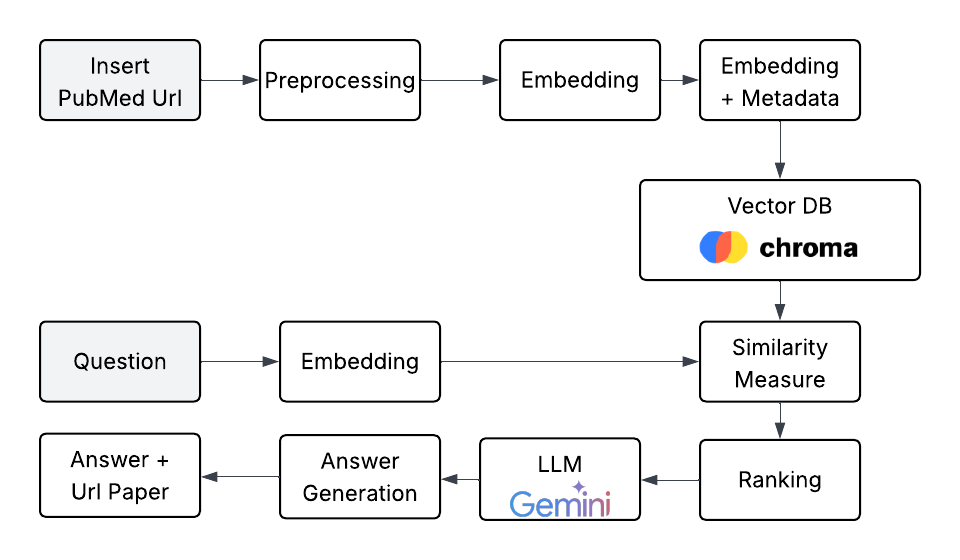 Insert
PubMed Url
Preprocessing
Embedding
Embedding
+ Metadata
Vector DB
chroma
Question
Embedding
Similarity
Measure
Answer +
Url Paper
Answer
Generation
LLM
Gemini
Ranking